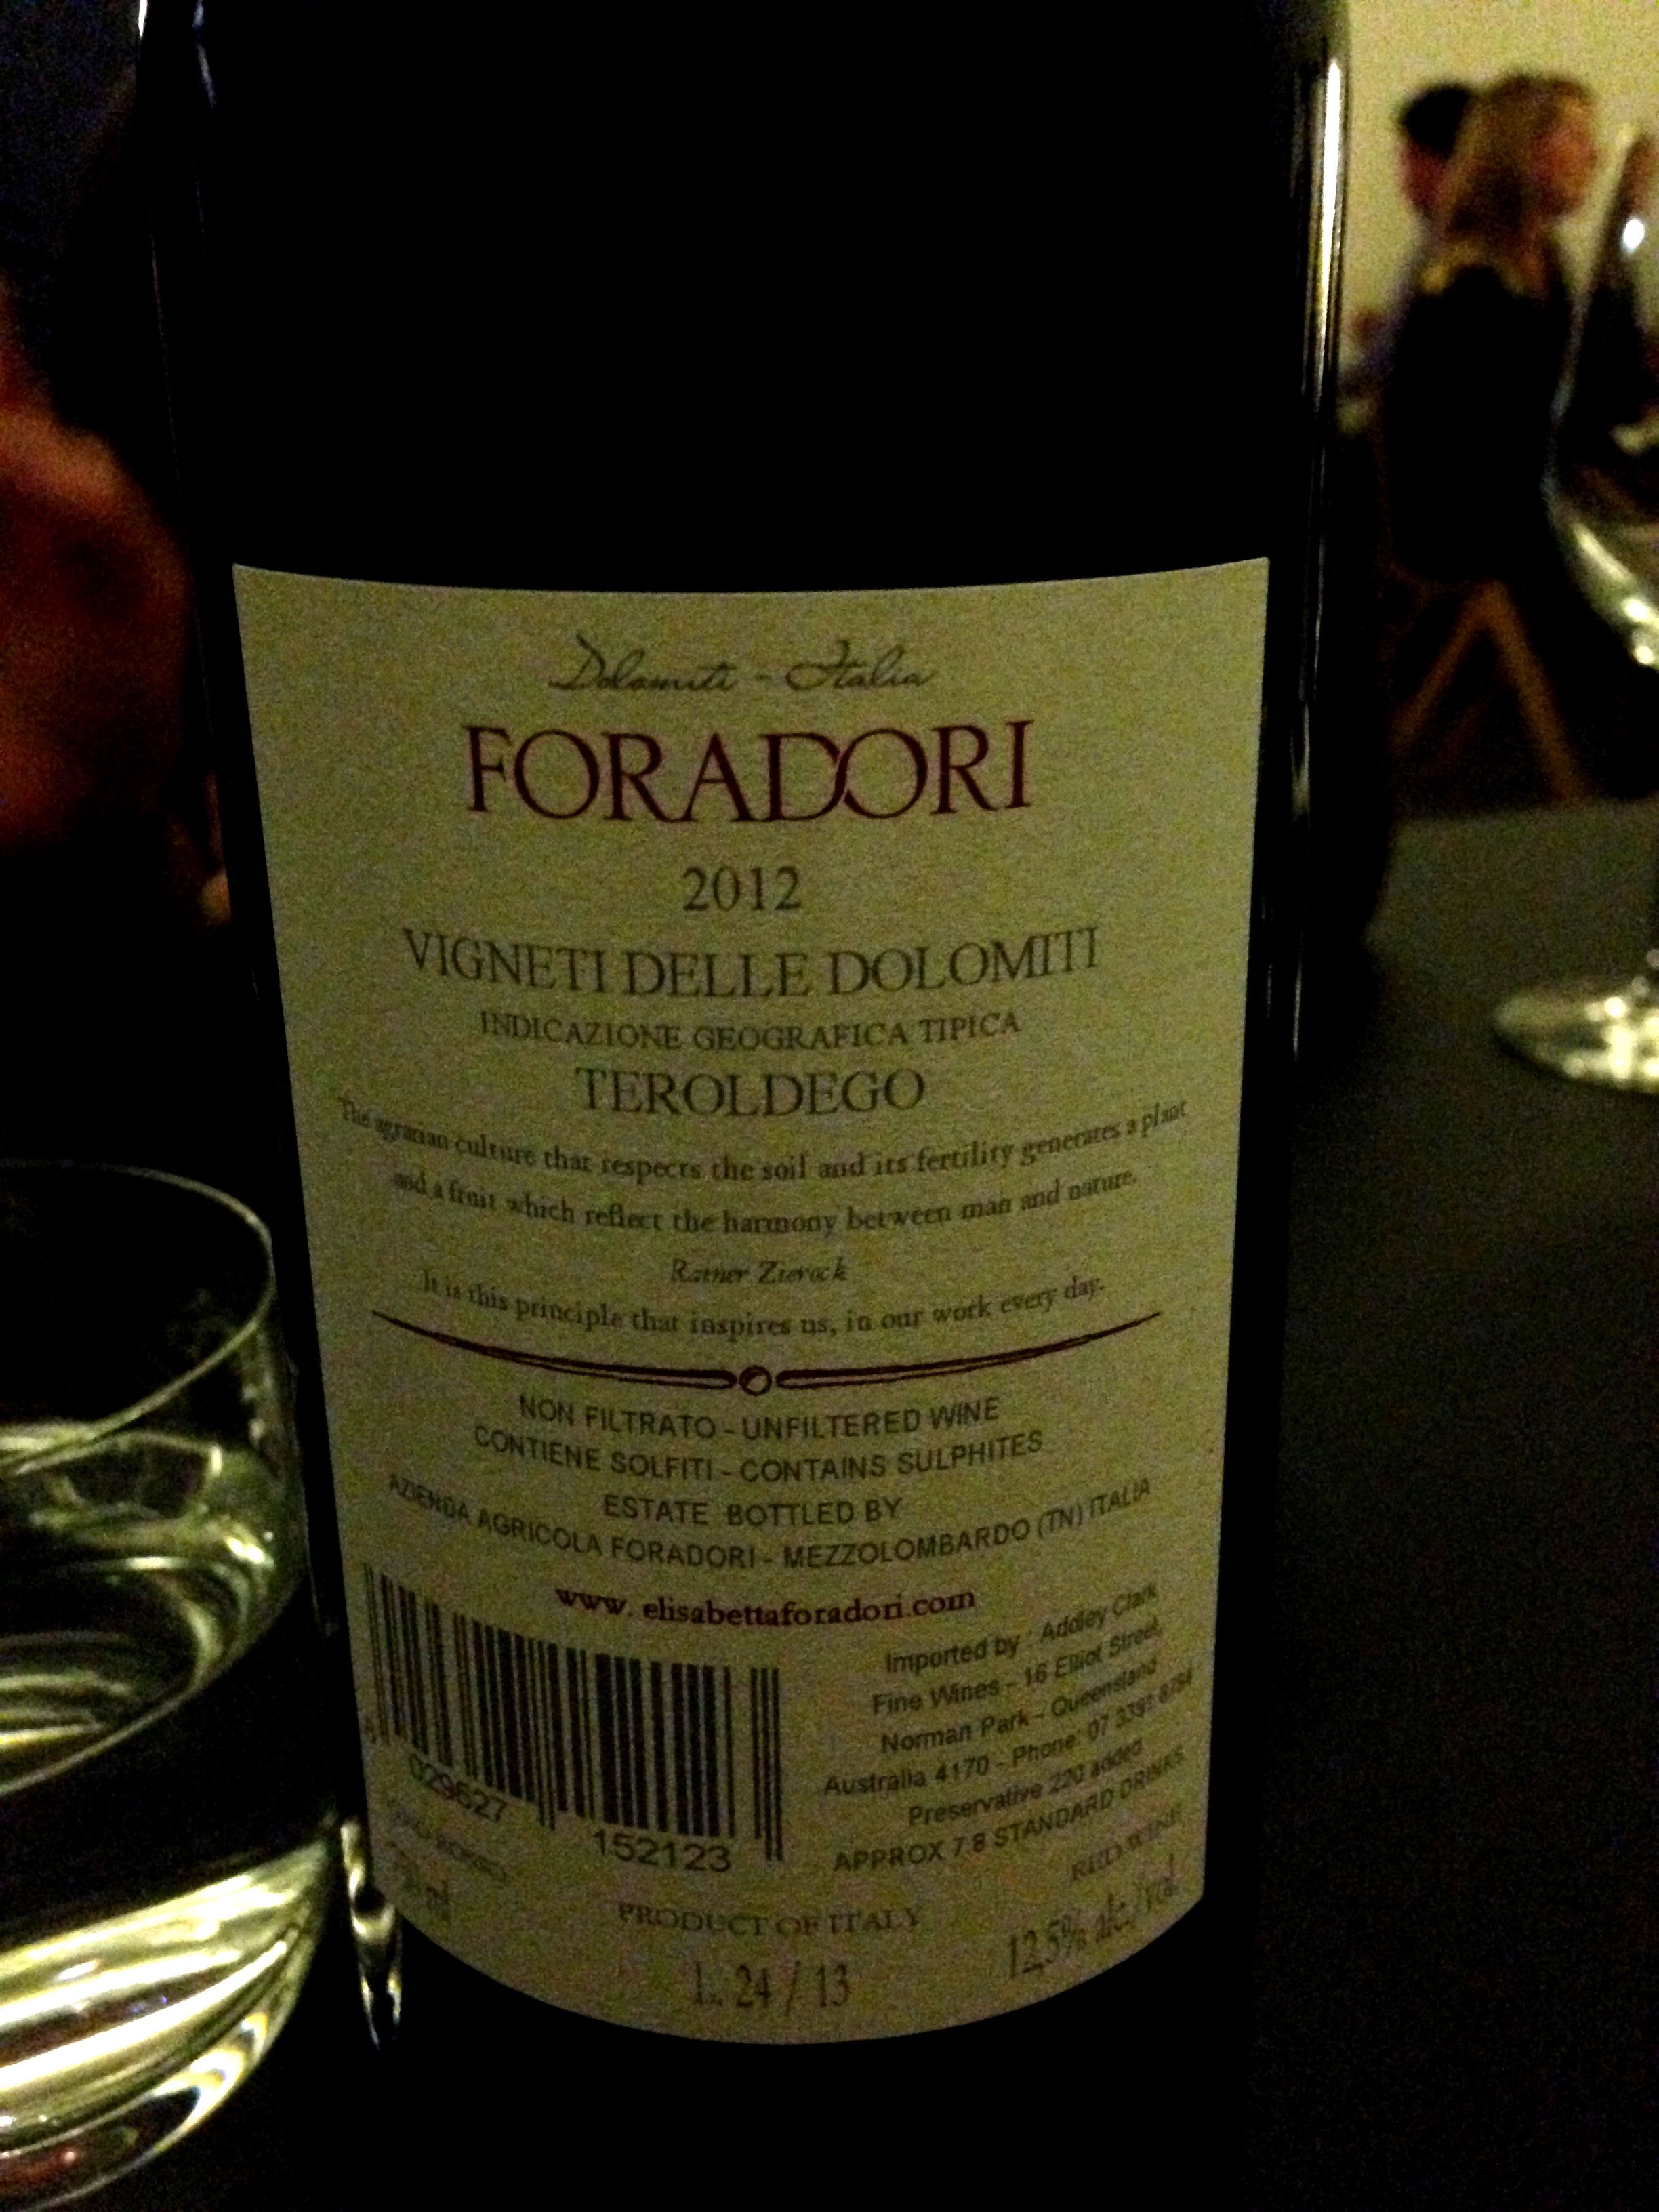 Dolomiti - Italia
FORADORI
2012
VIGNETI DELLE DOLOMITI
INDICAZIONE GEOGRAFICA TIPICA
TEROLDEGO
The agrarian culture that respects the soil and its fertility generates a plant
and a fruit which reflect the harmony between man and nature.
Rainer Zierock
It is this principle that inspires us, in our work every day.
NON FILTRATO - UNFILTERED WINE
CONTIENE SOLFITI - CONTAINS SULPHITES
ESTATE BOTTLED BY
AZIENDA AGRICOLA FORADORI - MEZZOLOMBARDO (TN) ITALIA
www. elisabettaforadori.com
Imported by : Addley Clark
Fine Wines - 16 Elliot Street,
Norman Park - Queensland
Australia 4170 - Phone: 07
Preservative 220 added
APPROX 7.8 STANDARD DRINKS
029627 152123
ROSSO
RED WINE
PRODUCT OF ITALY
12,5% alc./vol.
L. 24 / 13